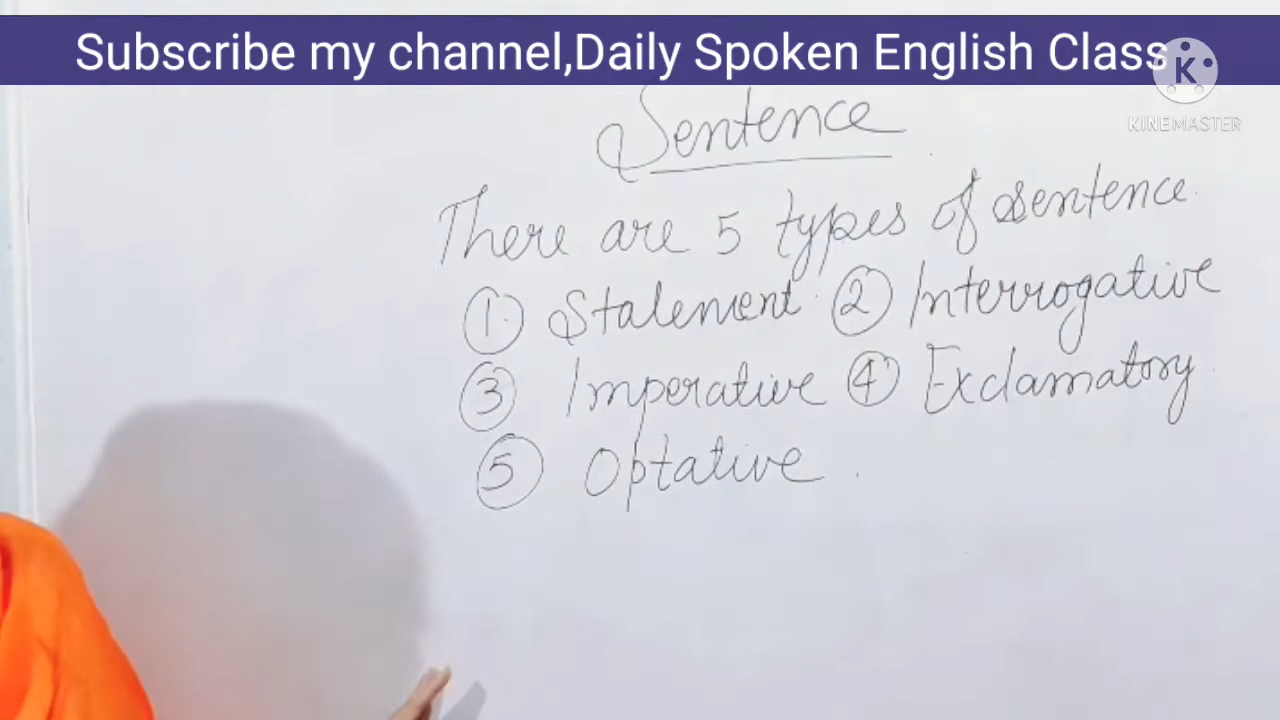 Subscribe my channel,Daily Spoken English Class
K
KINEMASTER
Sentence
There are 5 types of sentence.
① Statement ② Interrogative
③ Imperative ④ Exclamatory
⑤ Optative.